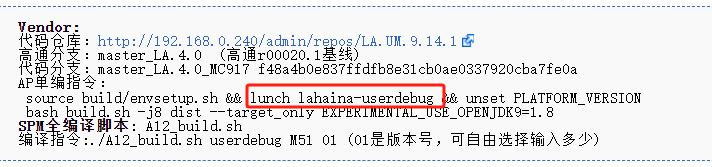 Vendor:
代码仓库：http://192.168.0.240/admin/repos/LA.UM.9.14.1
高通分支：master_LA.4.0 （高通r00020.1基线）
代码分支：master_LA.4.0_MC917 f48a4b0e837ffdfb8e31cb0ae0337920cba7fe0a
AP单编指令：
source build/envsetup.sh && lunch lahaina-userdebug && unset PLATFORM_VERSION
bash build.sh -j8 dist --target_only EXPERIMENTAL_USE_OPENJDK9=1.8
SPM全编译脚本：A12_build.sh
编译指令:./A12_build.sh userdebug M51 01 (01是版本号，可自由选择输入多少)